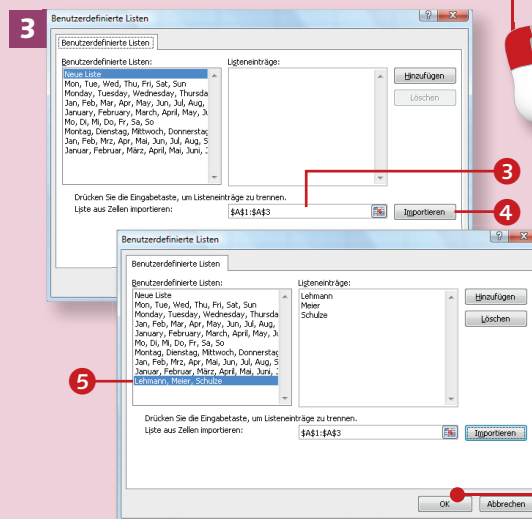 3
Benutzerdefinierte Listen
Benutzerdefinierte Listen
Benutzerdefinierte Listen:
Listeneinträge:
Neue Liste
Mon, Tue, Wed, Thu, Fri, Sat, Sun
Monday, Tuesday, Wednesday, Thursda
Jan, Feb, Mar, Apr, May, Jun, Jul, Aug,
January, February, March, April, May, Ju
Mo, Di, Mi, Do, Fr, Sa, So
Montag, Dienstag, Mittwoch, Donnerstag
Jan, Feb, Mrz, Apr, Mai, Jun, Jul, Aug, S
Januar, Februar, März, April, Mai, Juni, J
Hinzufügen
Löschen
Drücken Sie die Eingabetaste, um Listeneinträge zu trennen.
Liste aus Zellen importieren:
$A$1:$A$3
Importieren
3
4
Benutzerdefinierte Listen
Benutzerdefinierte Listen
Benutzerdefinierte Listen:
Listeneinträge:
Neue Liste
Mon, Tue, Wed, Thu, Fri, Sat, Sun
Monday, Tuesday, Wednesday, Thursda
Jan, Feb, Mar, Apr, May, Jun, Jul, Aug,
January, February, March, April, May, Ju
Mo, Di, Mi, Do, Fr, Sa, So
Montag, Dienstag, Mittwoch, Donnerstag
Jan, Feb, Mrz, Apr, Mai, Jun, Jul, Aug, S
Januar, Februar, März, April, Mai, Juni, J
Lehmann, Meier, Schulze
Lehmann
Meier
Schulze
Hinzufügen
Löschen
5
Drücken Sie die Eingabetaste, um Listeneinträge zu trennen.
Liste aus Zellen importieren:
$A$1:$A$3
Importieren
OK
Abbrechen